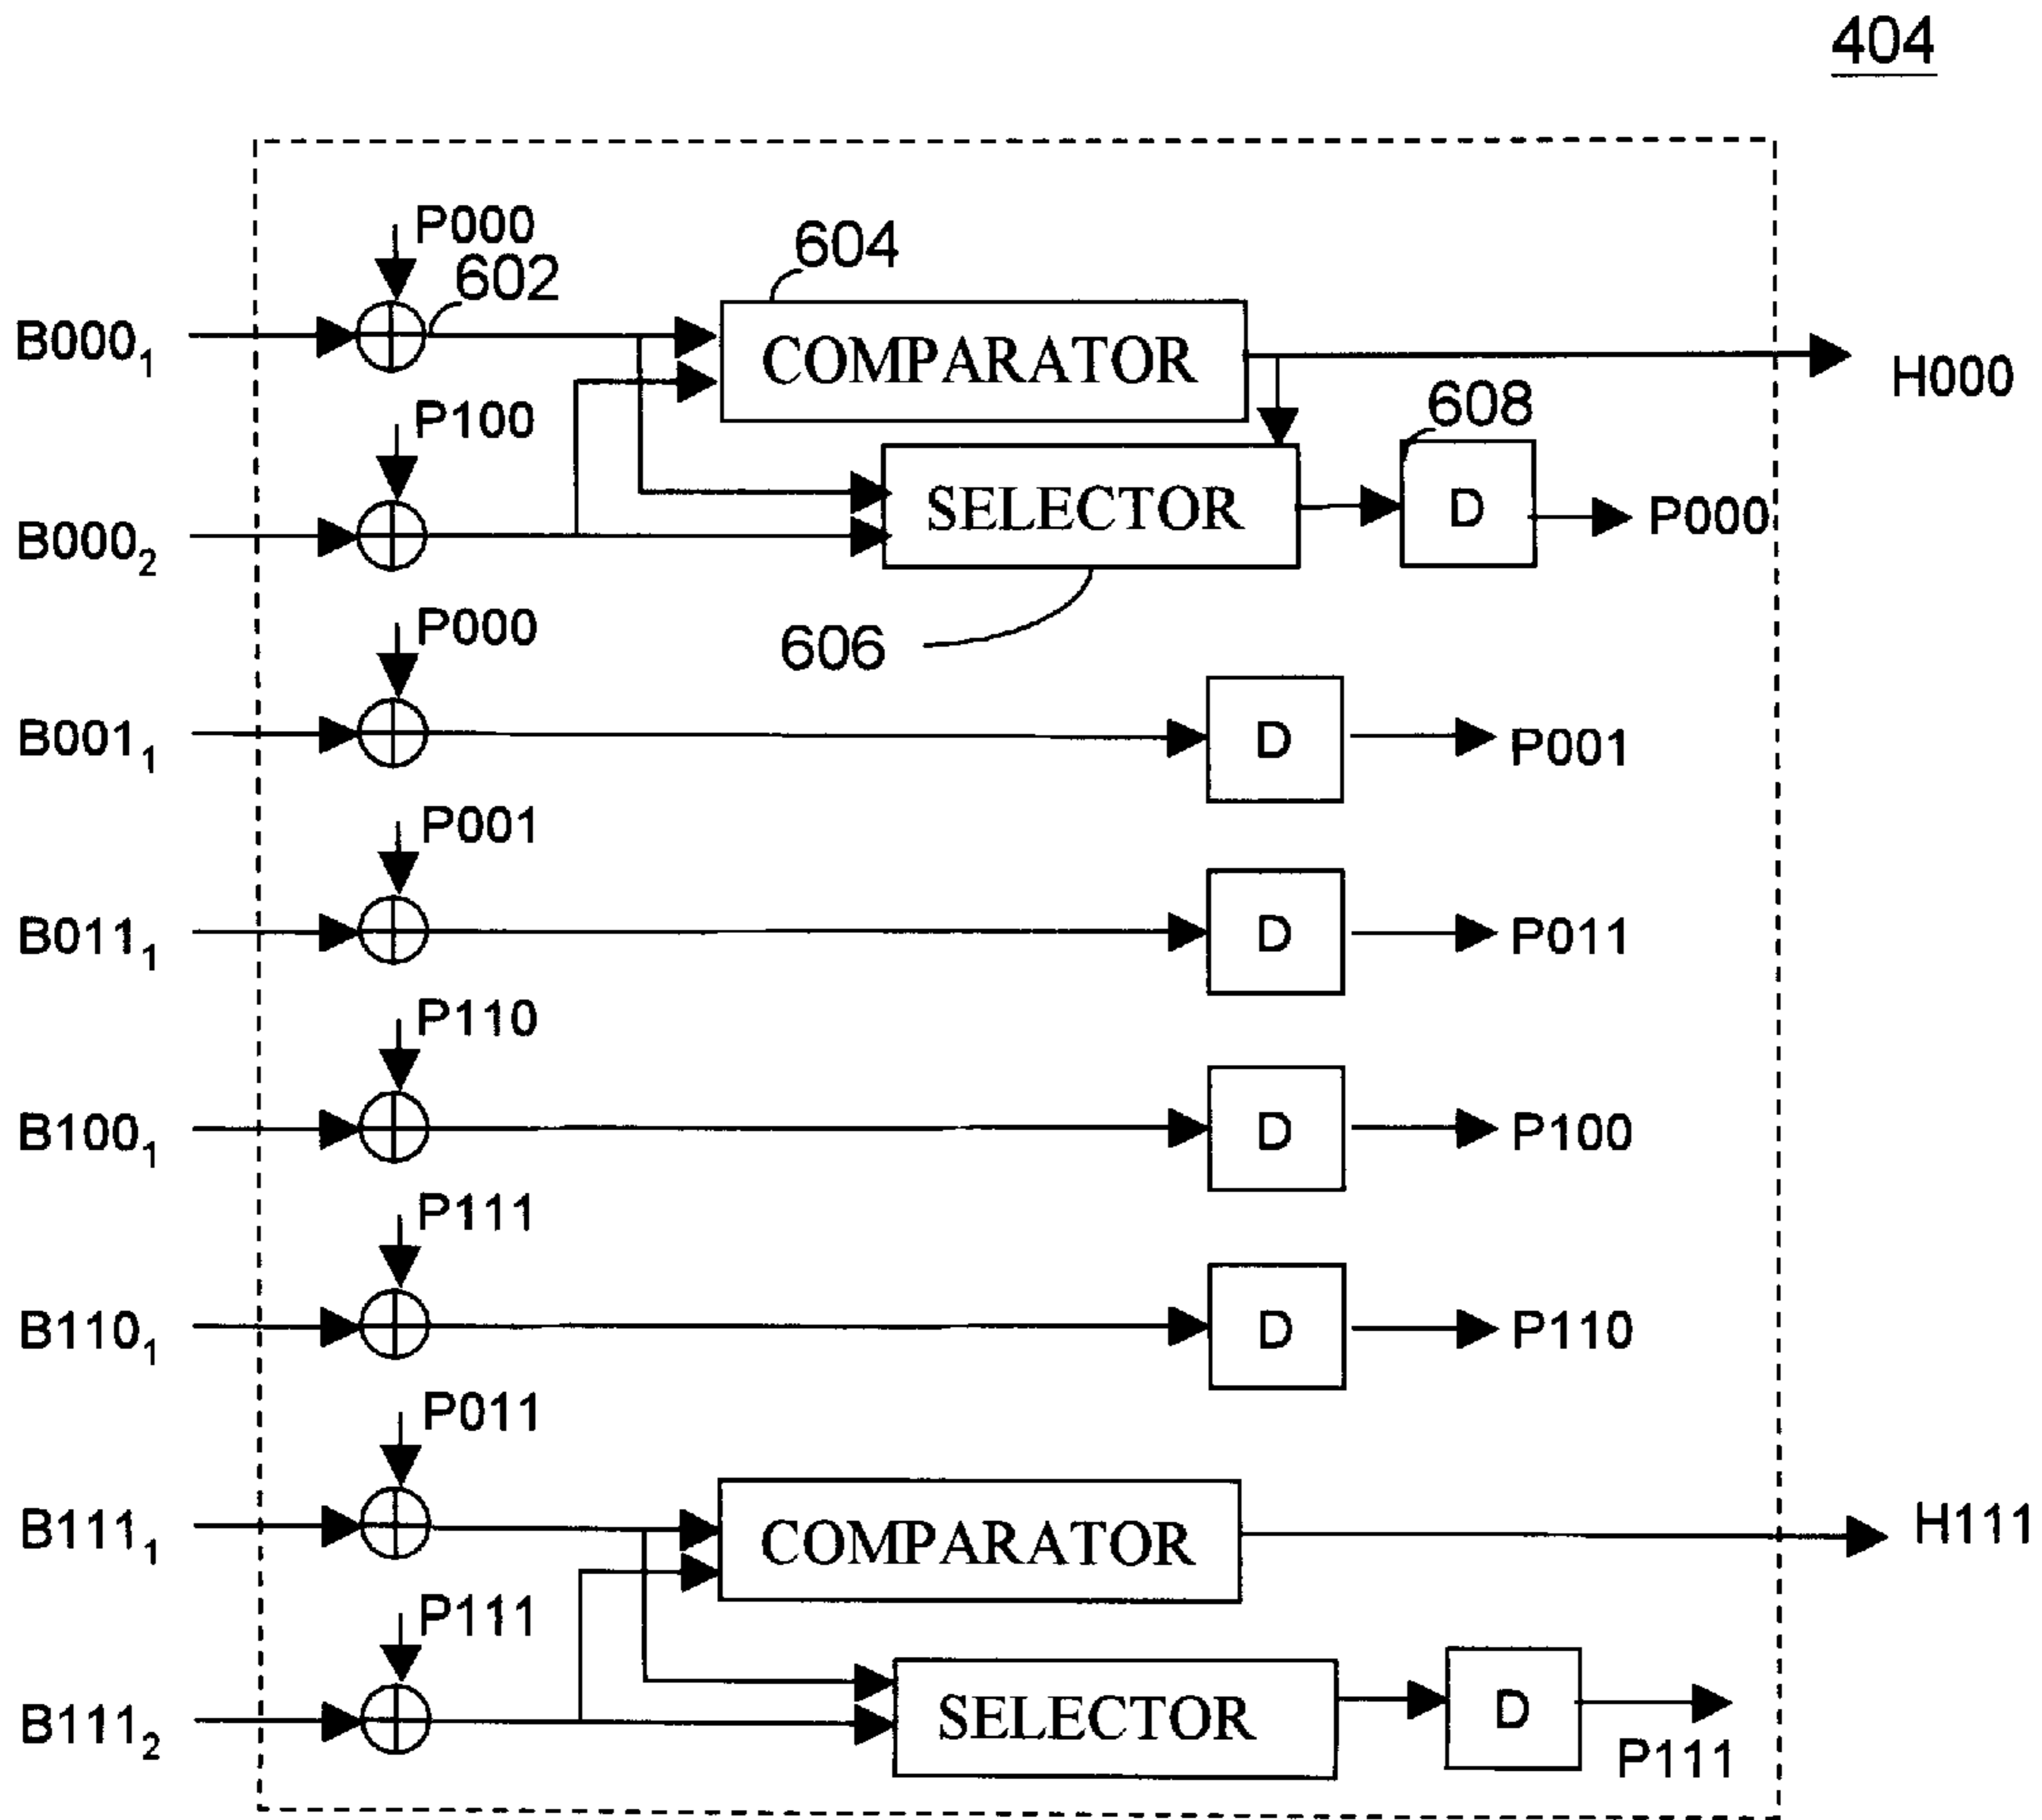 404
P000
602
604
B000₁
COMPARATOR
H000
P100
608
B000₂
SELECTOR
D
P000
606
P000
B001₁
D
P001
P001
B011₁
D
P011
P110
B100₁
D
P100
P111
B110₁
D
P110
P011
B111₁
COMPARATOR
H111
P111
B111₂
SELECTOR
D
P111